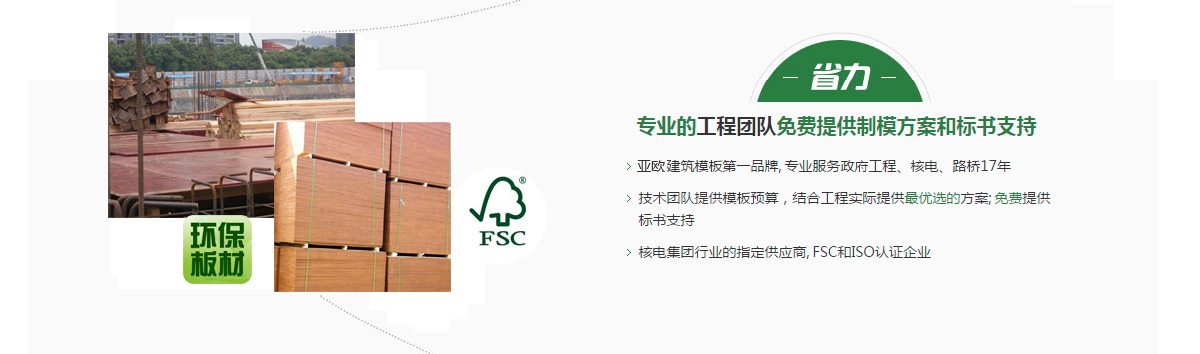 省力
专业的工程团队免费提供制模方案和标书支持
亚欧建筑模板第一品牌, 专业服务政府工程、核电、路桥17年
技术团队提供模板预算，结合工程实际提供最优选的方案; 免费提供
标书支持
核电集团行业的指定供应商, FSC和ISO认证企业
环保
板材
®
FSC